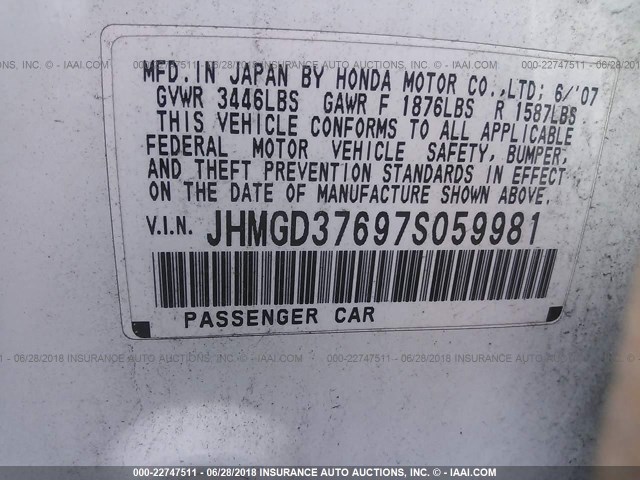 MFD. IN JAPAN BY HONDA MOTOR CO., LTD; 6/'07
GVWR 3446LBS GAWR F 1876LBS R 1587LBS
THIS VEHICLE CONFORMS TO ALL APPLICABLE
FEDERAL MOTOR VEHICLE SAFETY, BUMPER,
AND THEFT PREVENTION STANDARDS IN EFFECT
ON THE DATE OF MANUFACTURE SHOWN ABOVE.
V.I.N. JHMGD37697S059981
PASSENGER CAR
000-22747511 - 06/28/2018 INSURANCE AUTO AUCTIONS, INC. - © IAAI.COM